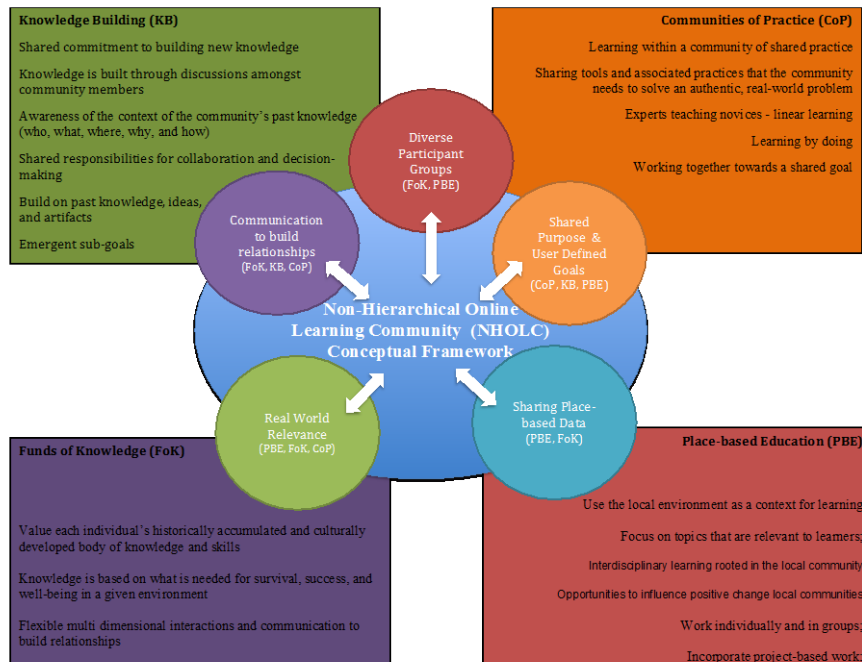 Knowledge Building (KB)
Shared commitment to building new knowledge
Knowledge is built through discussions amongst
community members
Awareness of the context of the community's past knowledge
(who, what, where, why, and how)
Shared responsibilities for collaboration and decision-
making
Build on past knowledge, ideas,
and artifacts
Emergent sub-goals
Communities of Practice (CoP)
Learning within a community of shared practice
Sharing tools and associated practices that the community
needs to solve an authentic, real-world problem
Experts teaching novices - linear learning
Learning by doing
Working together towards a shared goal
Diverse
Participant
Groups
(FoK, PBE)
Communication
to build
relationships
(FoK, KB, CoP)
Shared
Purpose &
User Defined
Goals
(CoP, KB, PBE)
Non-Hierarchical Online
Learning Community (NHOLC)
Conceptual Framework
Real World
Relevance
(PBE, FoK, CoP)
Sharing Place-
based Data
(PBE, FoK)
Funds of Knowledge (FoK)
Value each individual's historically accumulated and culturally
developed body of knowledge and skills
Knowledge is based on what is needed for survival, success, and
well-being in a given environment
Flexible multi dimensional interactions and communication to
build relationships
Place-based Education (PBE)
Use the local environment as a context for learning
Focus on topics that are relevant to learners;
Interdisciplinary learning rooted in the local community
Opportunities to influence positive change local communities
Work individually and in groups;
Incorporate project-based work;